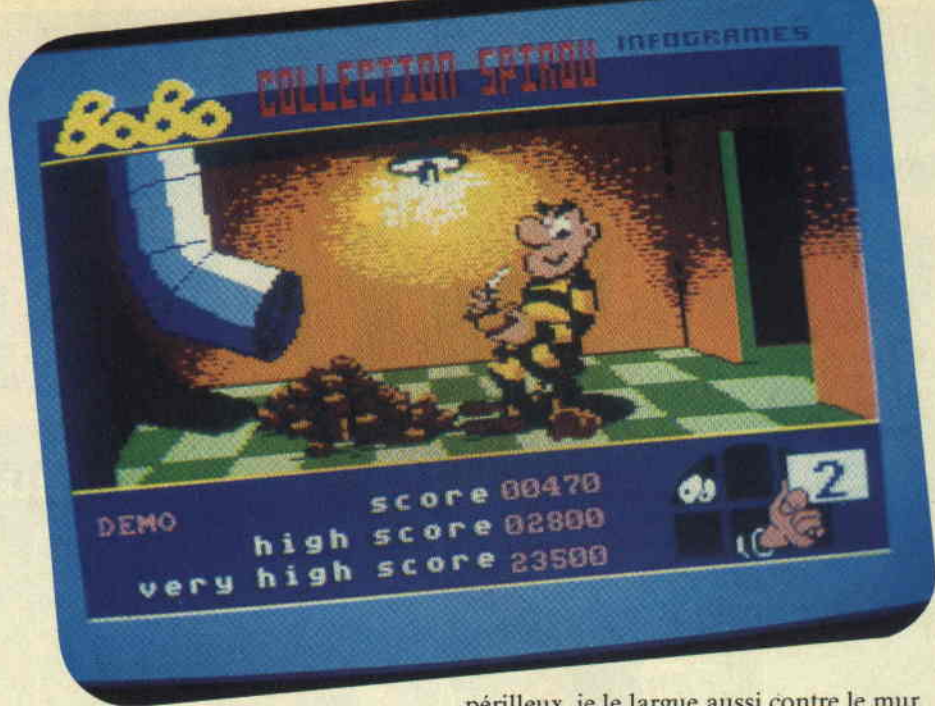 BOBO
COLLECTION SPIROU
INFOGRAMES
DEMO
score 00470
high score 02800
very high score 23500
2
périlleux, je le largue aussi contre le mur